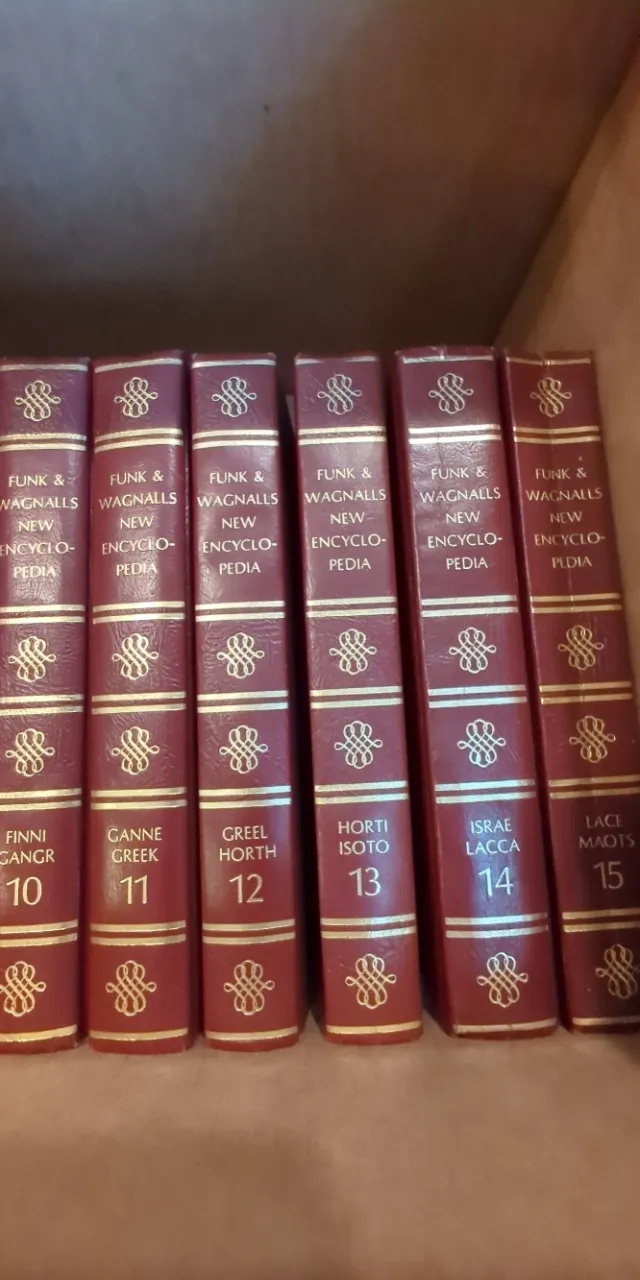 FUNK &
WAGNALLS
NEW
ENCYCLO-
PEDIA
FINNI
GANGR
10
FUNK &
WAGNALLS
NEW
ENCYCLO-
PEDIA
GANNE
GREEK
11
FUNK &
WAGNALLS
NEW
ENCYCLO-
PEDIA
GREEL
HORTH
12
FUNK &
WAGNALLS
NEW
ENCYCLO-
PEDIA
HORTI
ISOTO
13
FUNK &
WAGNALLS
NEW
ENCYCLO-
PEDIA
ISRAE
LACCA
14
FUNK &
WAGNALLS
NEW
ENCYCLO-
PEDIA
LACE
MAOTS
15